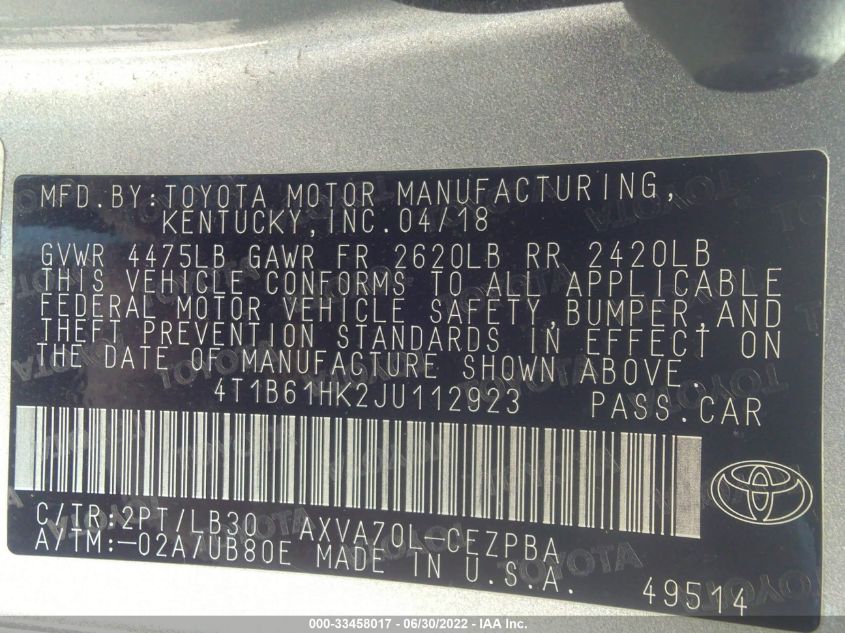 MFD.BY:TOYOTA MOTOR MANUFACTURING,
KENTUCKY,INC.04/18
GVWR 4475LB GAWR FR 2620LB RR 2420LB
THIS VEHICLE CONFORMS TO ALL APPLICABLE
FEDERAL MOTOR VEHICLE SAFETY,BUMPER,AND
THEFT PREVENTION STANDARDS IN EFFECT ON
THE DATE OF MANUFACTURE SHOWN ABOVE.
4T1B61HK2JU112923 PASS.CAR
C/TR:2PT/LB30 AXVA70L-CEZPBA
A/TM:-02A/UB80E MADE IN U.S.A.
49514
000-33458017 - 06/30/2022 - IAA Inc.